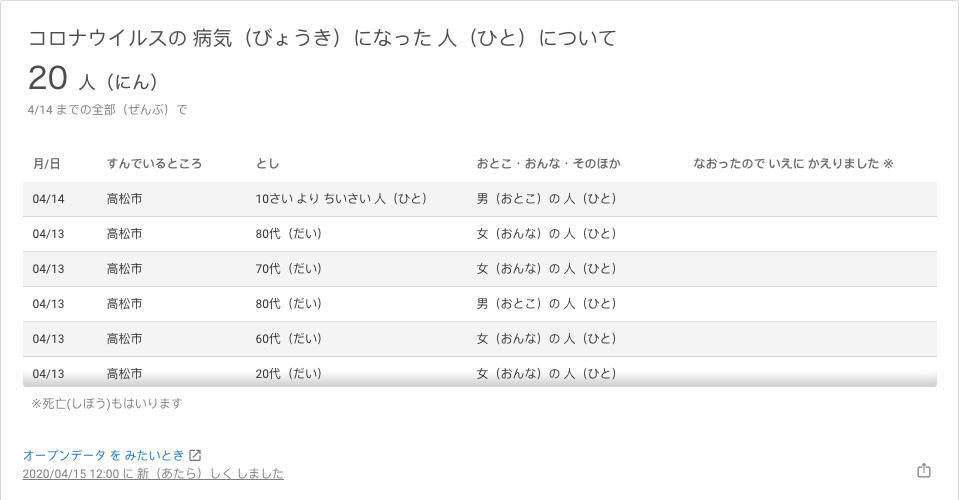 コロナウイルスの 病気（びょうき）になった 人（ひと）について
20 人（にん）
4/14 までの全部（ぜんぶ）で
月/日 すんでいるところ とし おとこ・おんな・そのほか なおったので いえに かえりました ※
04/14 高松市 10さい より ちいさい 人（ひと） 男（おとこ）の 人（ひと）
04/13 高松市 80代（だい） 女（おんな）の 人（ひと）
04/13 高松市 70代（だい） 女（おんな）の 人（ひと）
04/13 高松市 80代（だい） 男（おとこ）の 人（ひと）
04/13 高松市 60代（だい） 女（おんな）の 人（ひと）
04/13 高松市 20代（だい） 女（おんな）の 人（ひと）
※死亡(しぼう)もはいります
オープンデータ を みたいとき
2020/04/15 12:00 に 新（あたら）しく しました